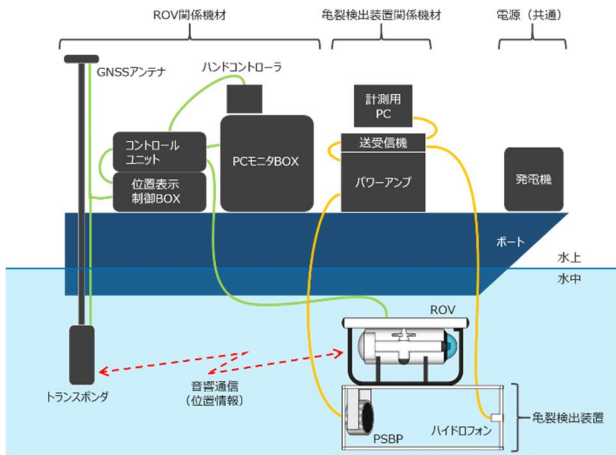 ROV関係機材
亀裂検出装置関係機材
電源（共通）
GNSSアンテナ
ハンドコントローラ
計測用
PC
コントロール
ユニット
PCモニタBOX
送受信機
位置表示
制御BOX
パワーアンプ
発電機
ボート
水上
水中
ROV
音響通信
（位置情報）
トランスポンダ
PSBP
ハイドロフォン
亀裂検出装置